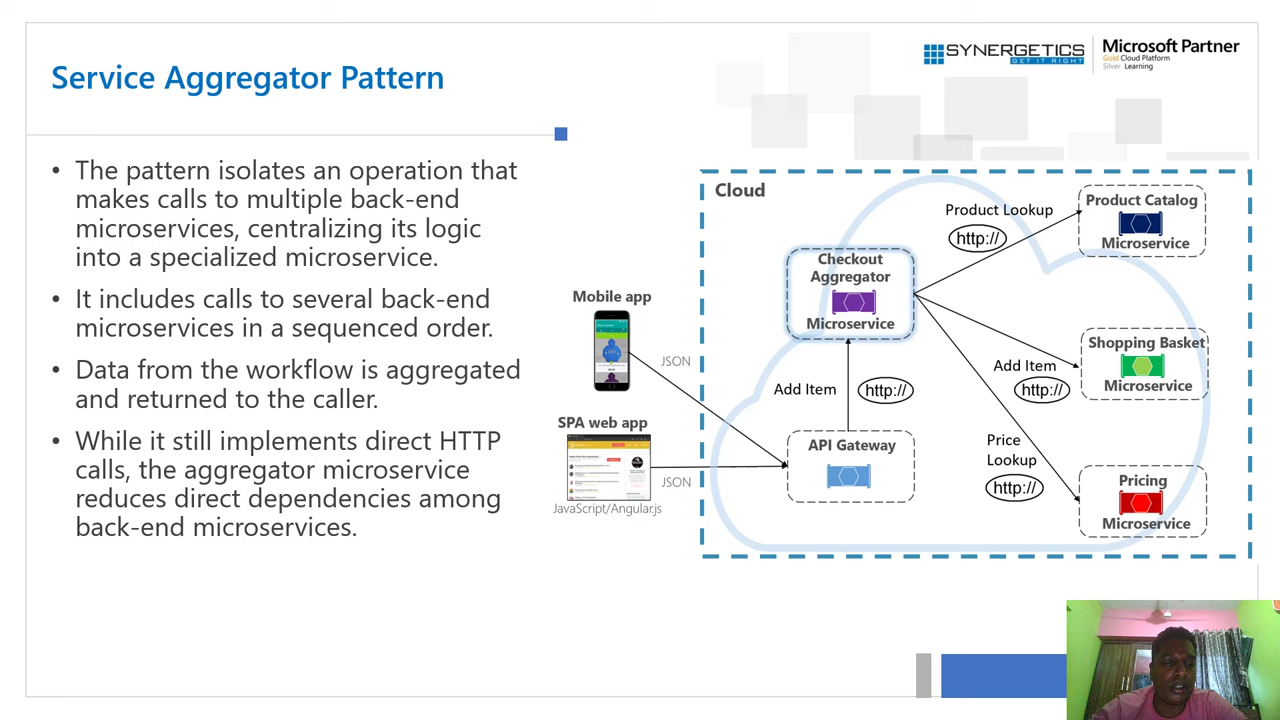 SYNERGETICS
GET IT RIGHT
Microsoft Partner
Gold Cloud Platform
Silver Learning
Service Aggregator Pattern
• The pattern isolates an operation that
makes calls to multiple back-end
microservices, centralizing its logic
into a specialized microservice.
• It includes calls to several back-end
microservices in a sequenced order.
• Data from the workflow is aggregated
and returned to the caller.
• While it still implements direct HTTP
calls, the aggregator microservice
reduces direct dependencies among
back-end microservices.
Mobile app
JSON
SPA web app
JSON
JavaScript/Angular.js
Cloud
Checkout
Aggregator
Microservice
Add Item
http://
API Gateway
Product Lookup
http://
Add Item
http://
Price
Lookup
http://
Product Catalog
Microservice
Shopping Basket
Microservice
Pricing
Microservice